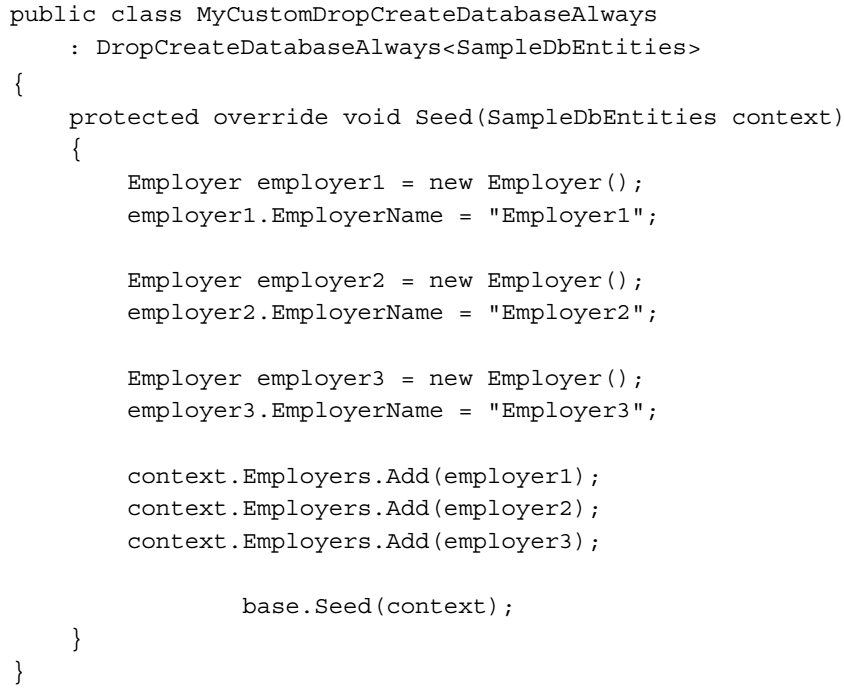 public class MyCustomDropCreateDatabaseAlways
    : DropCreateDatabaseAlways<SampleDbEntities>
{
    protected override void Seed(SampleDbEntities context)
    {
        Employer employer1 = new Employer();
        employer1.EmployerName = "Employer1";

        Employer employer2 = new Employer();
        employer2.EmployerName = "Employer2";

        Employer employer3 = new Employer();
        employer3.EmployerName = "Employer3";

        context.Employers.Add(employer1);
        context.Employers.Add(employer2);
        context.Employers.Add(employer3);

                base.Seed(context);
    }
}